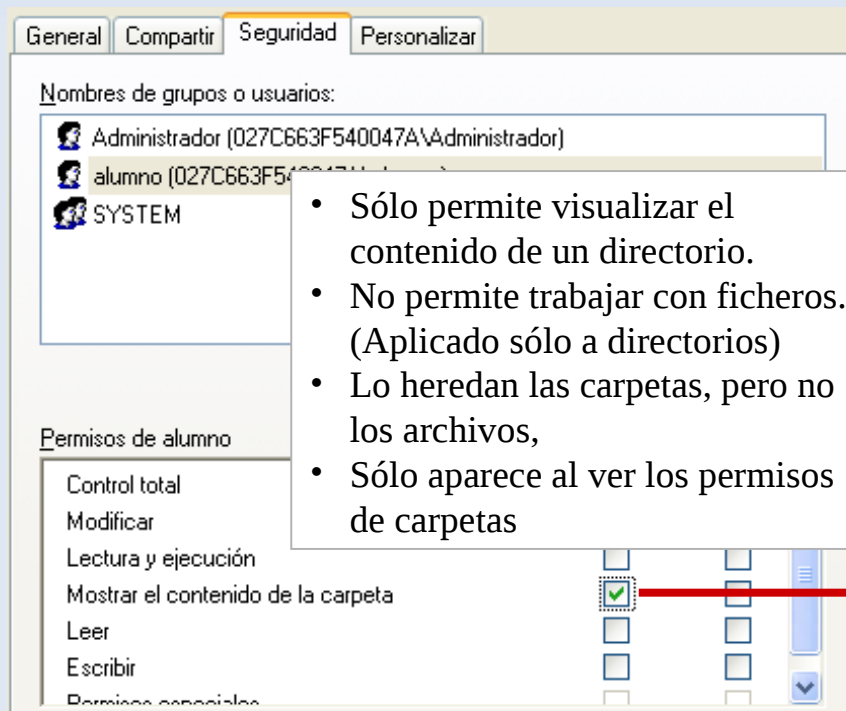 General Compartir Seguridad Personalizar
Nombres de grupos o usuarios:
Administrador (027C663F540047A\Administrador)
alumno (027C663F5
SYSTEM
• Sólo permite visualizar el
contenido de un directorio.
• No permite trabajar con ficheros.
(Aplicado sólo a directorios)
• Lo heredan las carpetas, pero no
los archivos,
• Sólo aparece al ver los permisos
de carpetas
Permisos de alumno
Control total
Modificar
Lectura y ejecución
Mostrar el contenido de la carpeta
Leer
Escribir
Permisos especiales